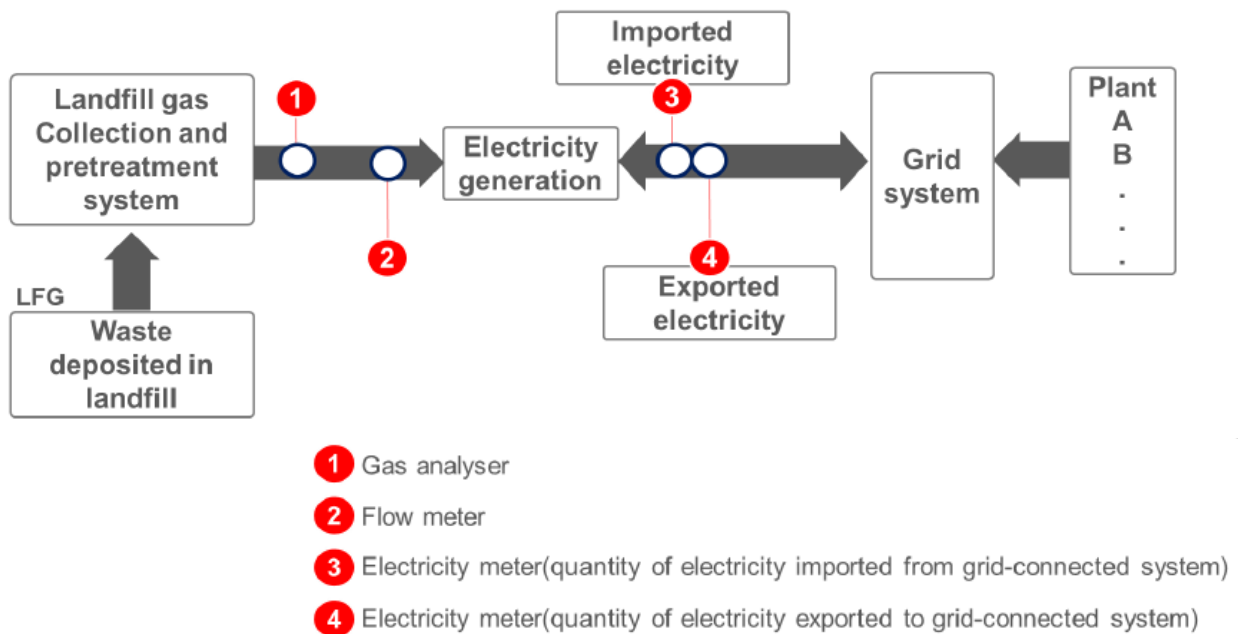 Imported
electricity
3
Landfill gas
Collection and
pretreatment
system
1
2
Electricity
generation
4
Exported
electricity
Grid
system
Plant
A
B
.
.
.
LFG
Waste
deposited in
landfill
1 Gas analyser
2 Flow meter
3 Electricity meter(quantity of electricity imported from grid-connected system)
4 Electricity meter(quantity of electricity exported to grid-connected system)